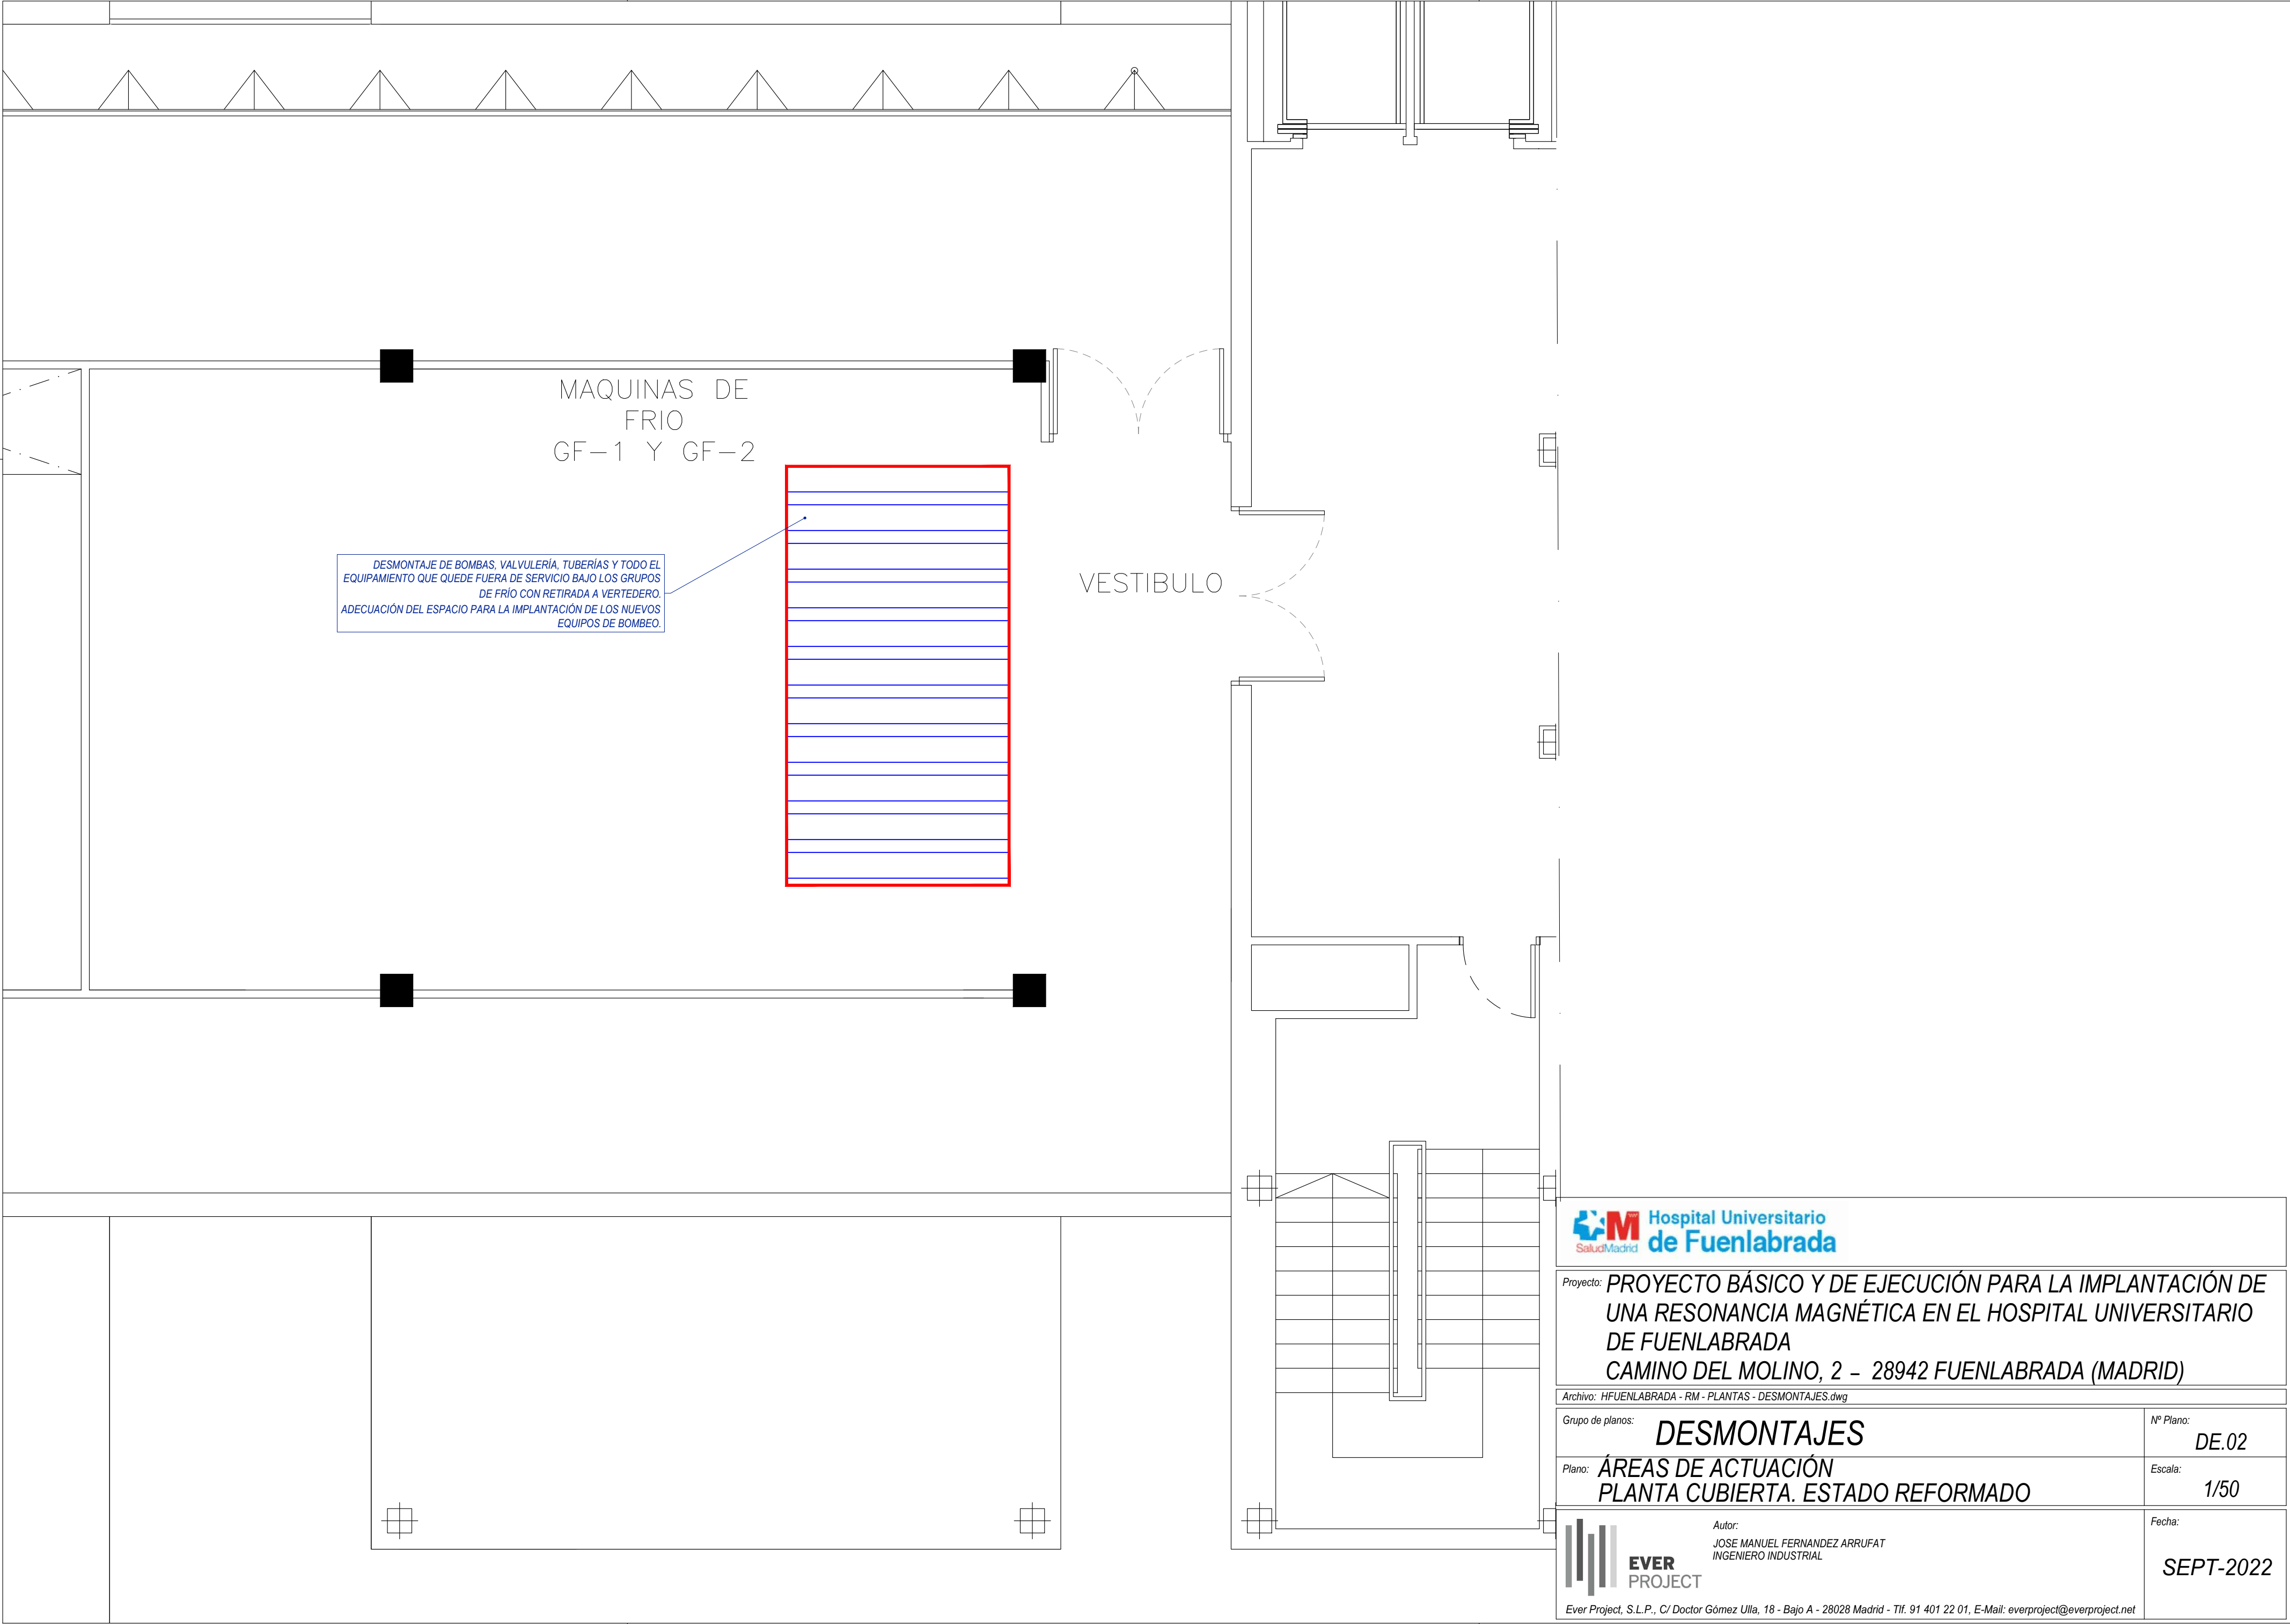 MAQUINAS DE
FRIO
GF-1 Y GF-2
DESMONTAJE DE BOMBAS, VALVULERÍA, TUBERÍAS Y TODO EL
EQUIPAMIENTO QUE QUEDE FUERA DE SERVICIO BAJO LOS GRUPOS
DE FRÍO CON RETIRADA A VERTEDERO.
ADECUACIÓN DEL ESPACIO PARA LA IMPLANTACIÓN DE LOS NUEVOS
EQUIPOS DE BOMBEO.
VESTIBULO
SaludMadrid
Hospital Universitario
de Fuenlabrada
Proyecto: PROYECTO BÁSICO Y DE EJECUCIÓN PARA LA IMPLANTACIÓN DE
UNA RESONANCIA MAGNÉTICA EN EL HOSPITAL UNIVERSITARIO
DE FUENLABRADA
CAMINO DEL MOLINO, 2 – 28942 FUENLABRADA (MADRID)
Archivo: HFUENLABRADA - RM - PLANTAS - DESMONTAJES.dwg
Grupo de planos: DESMONTAJES
Nº Plano:
DE.02
Plano: ÁREAS DE ACTUACIÓN
PLANTA CUBIERTA. ESTADO REFORMADO
Escala:
1/50
EVER
PROJECT
Autor:
JOSE MANUEL FERNANDEZ ARRUFAT
INGENIERO INDUSTRIAL
Fecha:
SEPT-2022
Ever Project, S.L.P., C/ Doctor Gómez Ulla, 18 - Bajo A - 28028 Madrid - Tlf. 91 401 22 01, E-Mail: everproject@everproject.net